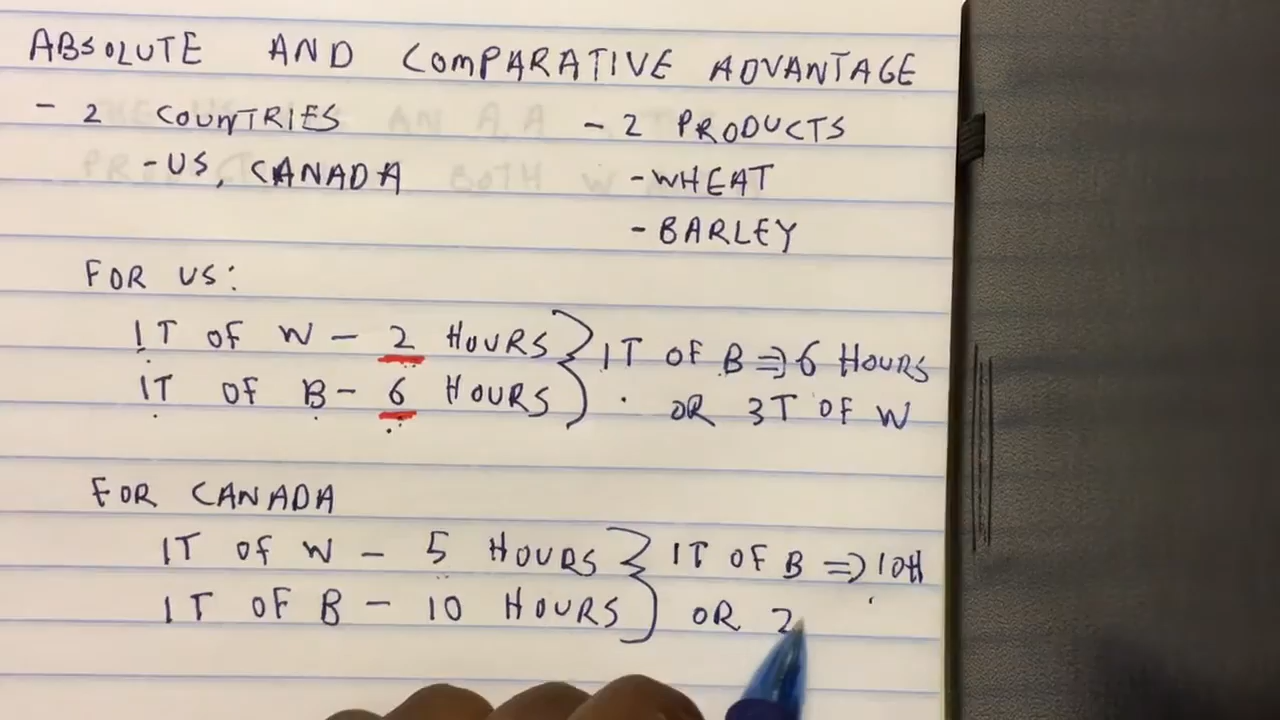 ABSOLUTE AND COMPARATIVE ADVANTAGE
- 2 COUNTRIES
- US, CANADA
- 2 PRODUCTS
- WHEAT
- BARLEY
FOR US:
1T OF W - 2 HOURS
1T OF B - 6 HOURS
1T OF B => 6 HOURS
OR 3T OF W
FOR CANADA
1T OF W - 5 HOURS
1T OF B - 10 HOURS
1T OF B => 10H
OR 2